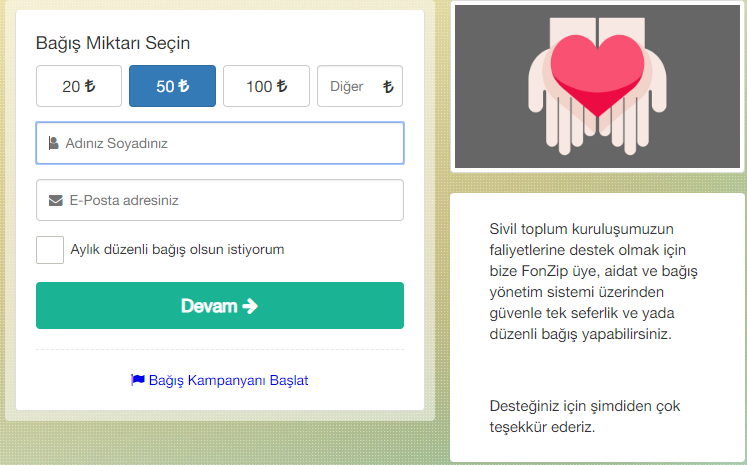 Bağış Miktarı Seçin
20 ₺
50 ₺
100 ₺
Diğer ₺
Adınız Soyadınız
E-Posta adresiniz
Aylık düzenli bağış olsun istiyorum
Devam
Bağış Kampanyanı Başlat
Sivil toplum kuruluşumuzun
faliyetlerine destek olmak için
bize FonZip üye, aidat ve bağış
yönetim sistemi üzerinden
güvenle tek seferlik ve yada
düzenli bağış yapabilirsiniz.
Desteğiniz için şimdiden çok
teşekkür ederiz.